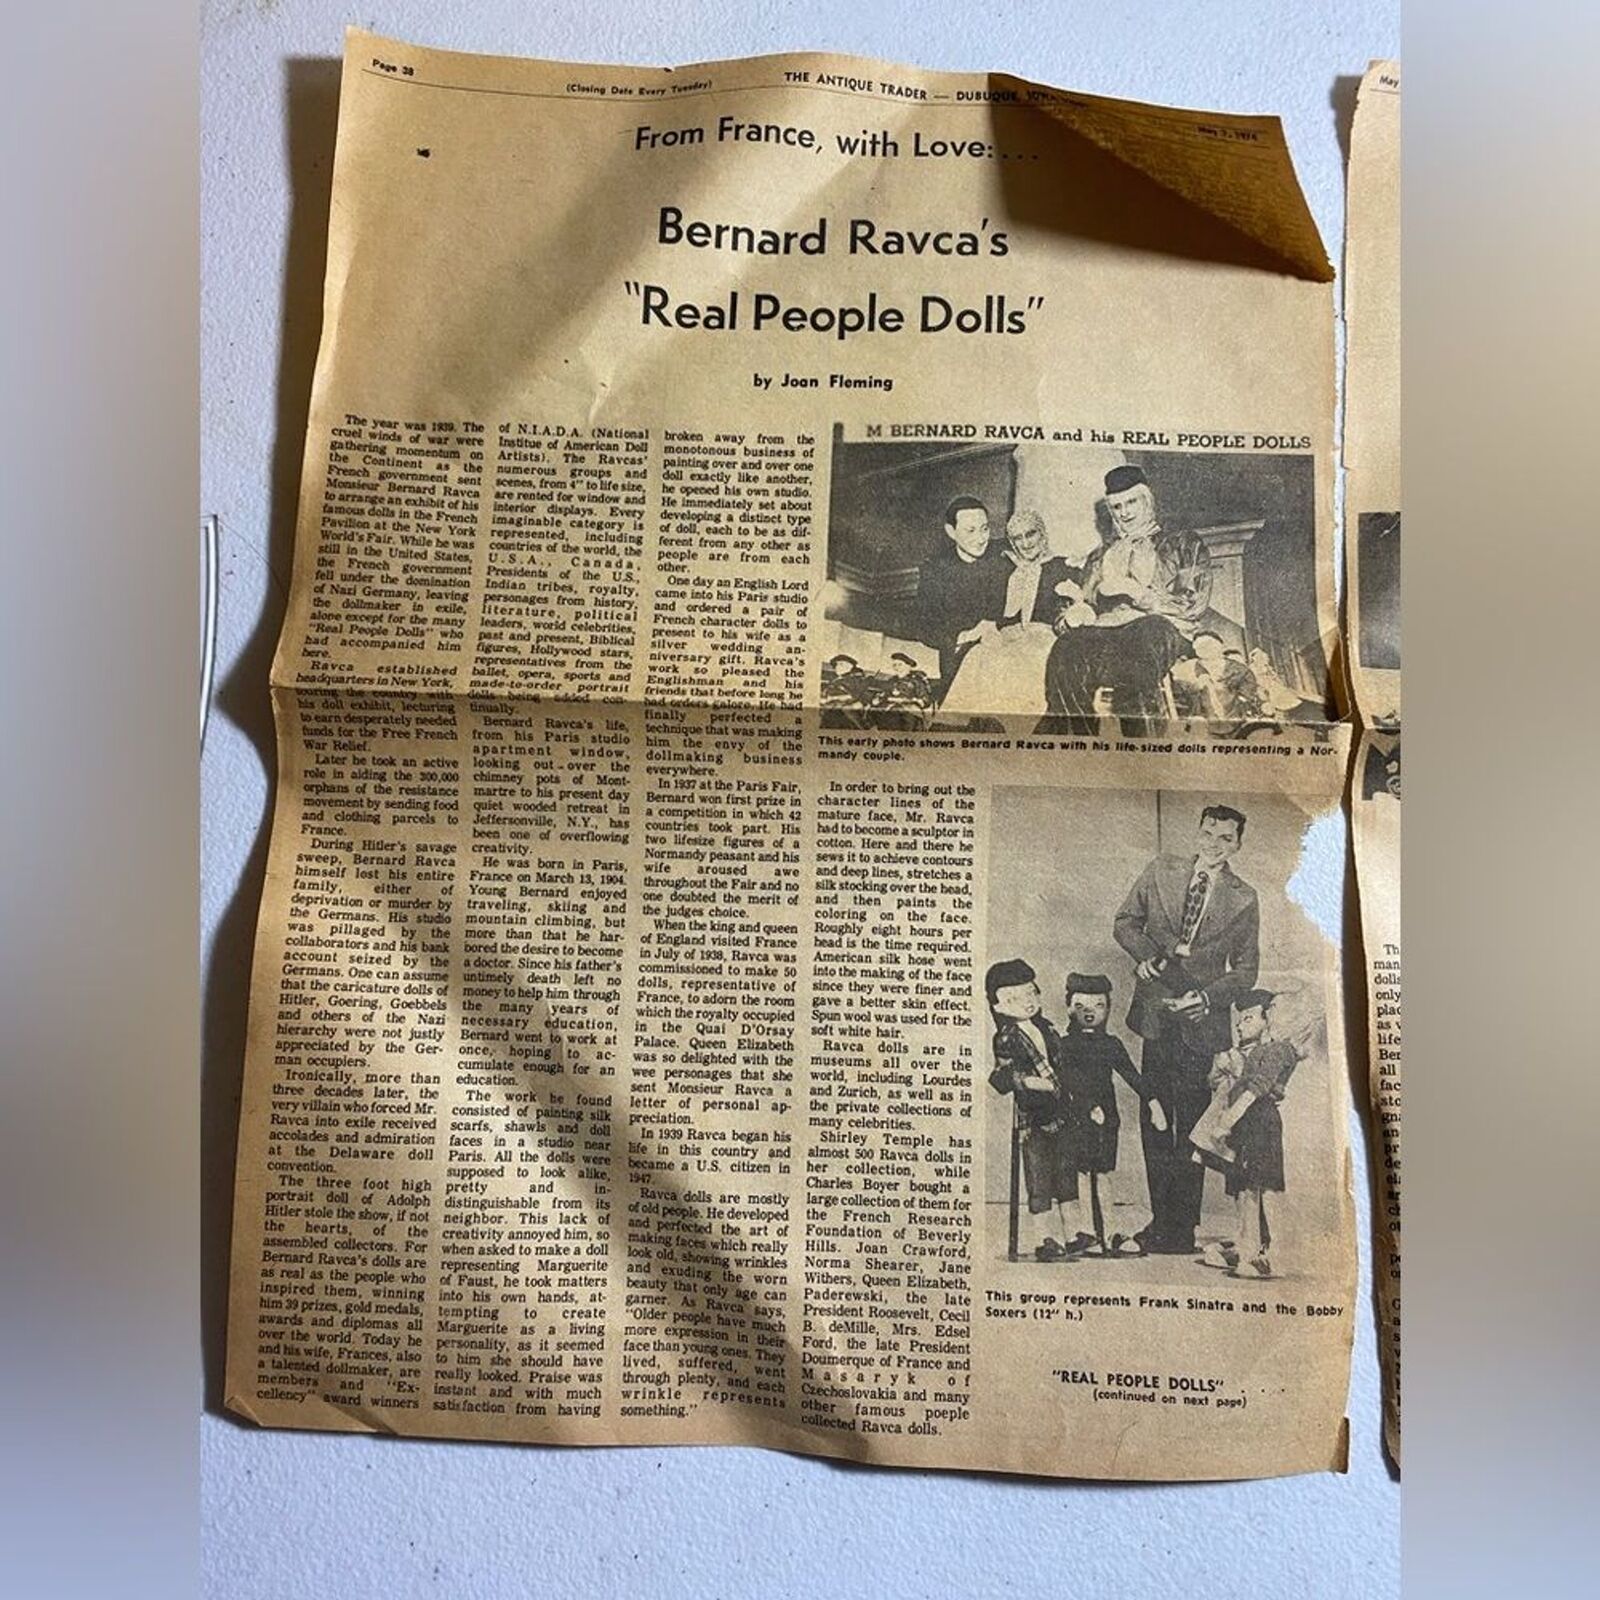 Page 38
(Closing Date Every Tuesday)
THE ANTIQUE TRADER — DUBUQUE,
May
From France, with Love:...
Bernard Ravca's
"Real People Dolls"
by Joan Fleming
The year was 1939. The
cruel winds of war were
gathering momentum on
the Continent as the
French government sent
Monsieur Bernard Ravca
to arrange an exhibit of his
famous dolls in the French
Pavilion at the New York
World's Fair. While he was
still in the United States,
the French government
fell under the domination
of Nazi Germany, leaving
the dollmaker in exile,
alone except for the many
"Real People Dolls" who
had accompanied him
here.
Ravca established
headquarters in New York,
touring the country with
his doll exhibit, lecturing
to earn desperately needed
funds for the Free French
War Relief.
Later he took an active
role in aiding the 300,000
orphans of the resistance
movement by sending food
and clothing parcels to
France.
During Hitler's savage
sweep, Bernard Ravca
himself lost his entire
family, either of
deprivation or murder by
the Germans. His studio
was pillaged by the
collaborators and his bank
account seized by the
Germans. One can assume
that the caricature dolls of
Hitler, Goering, Goebbels
and others of the Nazi
hierarchy were not justly
appreciated by the Ger-
man occupiers.
Ironically, more than
three decades later, the
very villain who forced Mr.
Ravca into exile received
accolades and admiration
at the Delaware doll
convention.
The three foot high
portrait doll of Adolph
Hitler stole the show, if not
the hearts, of the
assembled collectors. For
Bernard Ravca's dolls are
as real as the people who
inspired them, winning
him 39 prizes, gold medals,
awards and diplomas all
over the world. Today he
and his wife, Frances, also
a talented dollmaker, are
members and "Ex-
cellency" award winners
of N.I.A.D.A. (National
Institue of American Doll
Artists). The Ravcas'
numerous groups and
scenes, from 4" to life size,
are rented for window and
interior displays. Every
imaginable category is
represented, including
countries of the world, the
U.S.A., Canada,
Presidents of the U.S.,
Indian tribes, royalty,
personages from history,
literature, political
leaders, world celebrities,
past and present, Biblical
figures, Hollywood stars,
representatives from the
ballet, opera, sports and
made-to-order portrait
dolls being added con-
tinually.
Bernard Ravca's life,
from his Paris studio
apartment window,
looking out over the
chimney pots of Mont-
martre to his present day
quiet wooded retreat in
Jeffersonville, N.Y., has
been one of overflowing
creativity.
He was born in Paris,
France on March 13, 1904.
Young Bernard enjoyed
traveling, skiing and
mountain climbing, but
more than that he har-
bored the desire to become
a doctor. Since his father's
untimely death left no
money to help him through
the many years of
necessary education,
Bernard went to work at
once, hoping to ac-
cumulate enough for an
education.
The work he found
consisted of painting silk
scarfs, shawls and doll
faces in a studio near
Paris. All the dolls were
supposed to look alike,
pretty and in-
distinguishable from its
neighbor. This lack of
creativity annoyed him, so
when asked to make a doll
representing Marguerite
of Faust, he took matters
into his own hands, at-
tempting to create
Marguerite as a living
personality, as it seemed
to him she should have
really looked. Praise was
instant and with much
satisfaction from having
broken away from the
monotonous business of
painting over and over one
doll exactly like another,
he opened his own studio.
He immediately set about
developing a distinct type
of doll, each to be as dif-
ferent from any other as
people are from each
other.
One day an English Lord
came into his Paris studio
and ordered a pair of
French character dolls to
present to his wife as a
silver wedding an-
niversary gift. Ravca's
work so pleased the
Englishman and his
friends that before long he
had orders galore. He had
finally perfected a
technique that was making
him the envy of the
dollmaking business
everywhere.
In 1937 at the Paris Fair,
Bernard won first prize in
a competition in which 42
countries took part. His
two lifesize figures of a
Normandy peasant and his
wife aroused awe
throughout the Fair and no
one doubted the merit of
the judges choice.
When the king and queen
of England visited France
in July of 1938, Ravca was
commissioned to make 50
dolls, representative of
France, to adorn the room
which the royalty occupied
in the Quai D'Orsay
Palace. Queen Elizabeth
was so delighted with the
wee personages that she
sent Monsieur Ravca a
letter of personal ap-
preciation.
In 1939 Ravca began his
life in this country and
became a U.S. citizen in
1947.
Ravca dolls are mostly
of old people. He developed
and perfected the art of
making faces which really
look old, showing wrinkles
and exuding the worn
beauty that only age can
garner. As Ravca says,
"Older people have much
more expression in their
face than young ones. They
lived, suffered, went
through plenty, and each
wrinkle represents
something."
M BERNARD RAVCA and his REAL PEOPLE DOLLS
This early photo shows Bernard Ravca with his life-sized dolls representing a Nor-
mandy couple.
In order to bring out the
character lines of the
mature face, Mr. Ravca
had to become a sculptor in
cotton. Here and there he
sews it to achieve contours
and deep lines, stretches a
silk stocking over the head,
and then paints the
coloring on the face.
Roughly eight hours per
head is the time required.
American silk hose went
into the making of the face
since they were finer and
gave a better skin effect.
Spun wool was used for the
soft white hair.
Ravca dolls are in
museums all over the
world, including Lourdes
and Zurich, as well as in
the private collections of
many celebrities.
Shirley Temple has
almost 500 Ravca dolls in
her collection, while
Charles Boyer bought a
large collection of them for
the French Research
Foundation of Beverly
Hills. Joan Crawford,
Norma Shearer, Jane
Withers, Queen Elizabeth,
Paderewski, the late
President Roosevelt, Cecil
B. deMille, Mrs. Edsel
Ford, the late President
Doumerque of France and
Masaryk of
Czechoslovakia and many
other famous poeple
collected Ravca dolls.
This group represents Frank Sinatra and the Bobby
Soxers (12" h.)
"REAL PEOPLE DOLLS"
(continued on next page)
May
Th
man
dolls
only
plac
as
life
Ber
all
fac